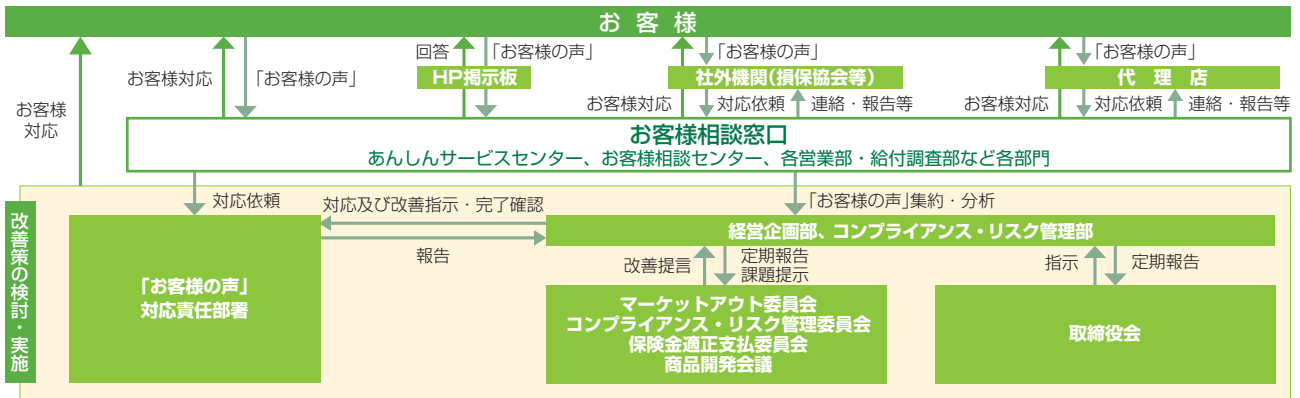 お客様
お客様対応
「お客様の声」
回答
「お客様の声」
HP掲示板
「お客様の声」
社外機関(損保協会等)
お客様対応
対応依頼
連絡・報告等
「お客様の声」
代理店
お客様対応
対応依頼
連絡・報告等
お客様
対応
お客様相談窓口
あんしんサービスセンター、お客様相談センター、各営業部・給付調査部など各部門
対応依頼
「お客様の声」集約・分析
改善策の検討・実施
対応及び改善指示・完了確認
報告
経営企画部、コンプライアンス・リスク管理部
改善提言
定期報告
課題提示
指示
定期報告
「お客様の声」
対応責任部署
マーケットアウト委員会
コンプライアンス・リスク管理委員会
保険金適正支払委員会
商品開発会議
取締役会